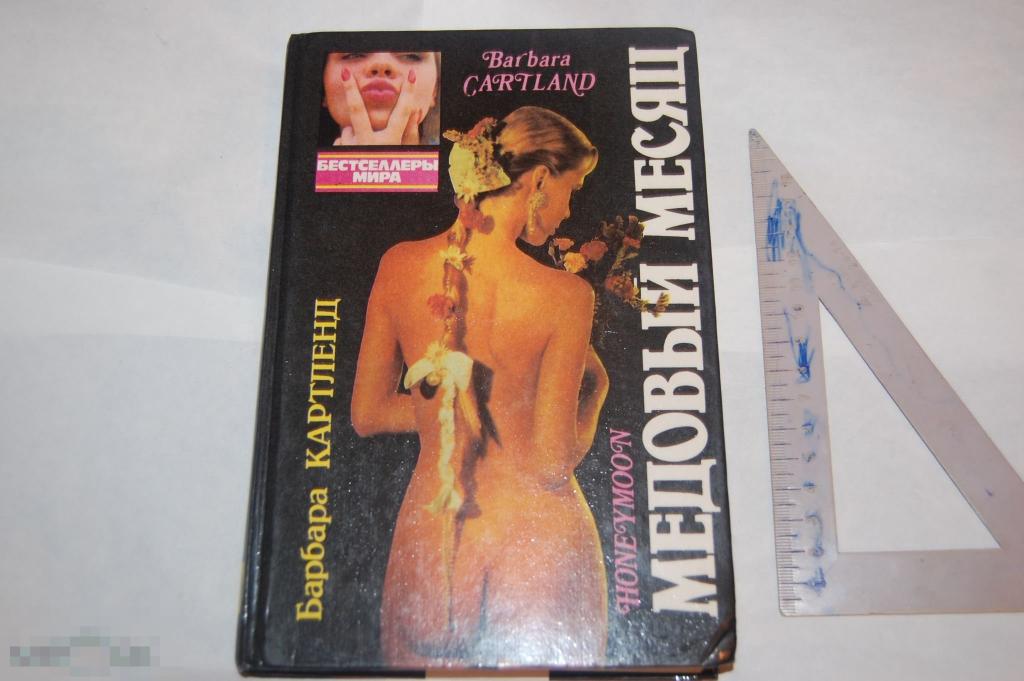 Barbara
CARTLAND
БЕСТСЕЛЛЕРЫ
МИРА
Барбара КАРТЛЕНД
HONEYMOON
МЕДОВЫЙ МЕСЯЦ